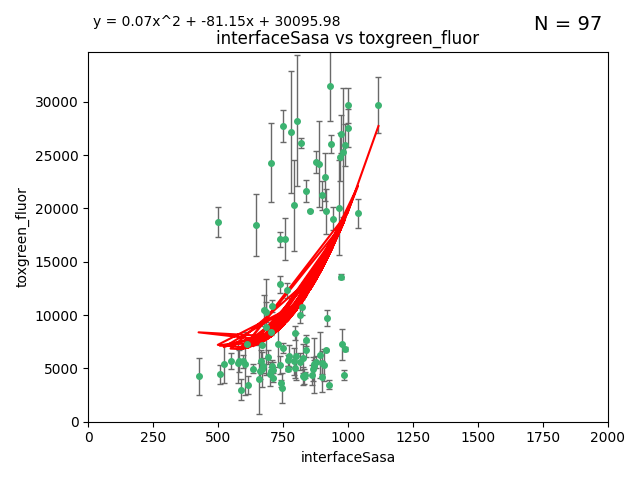 y = 0.07x^2 + -81.15x + 30095.98
N = 97
interfaceSasa vs toxgreen_fluor
30000
25000
20000
15000
10000
5000
0
toxgreen_fluor
0 250 500 750 1000 1250 1500 1750 2000
interfaceSasa